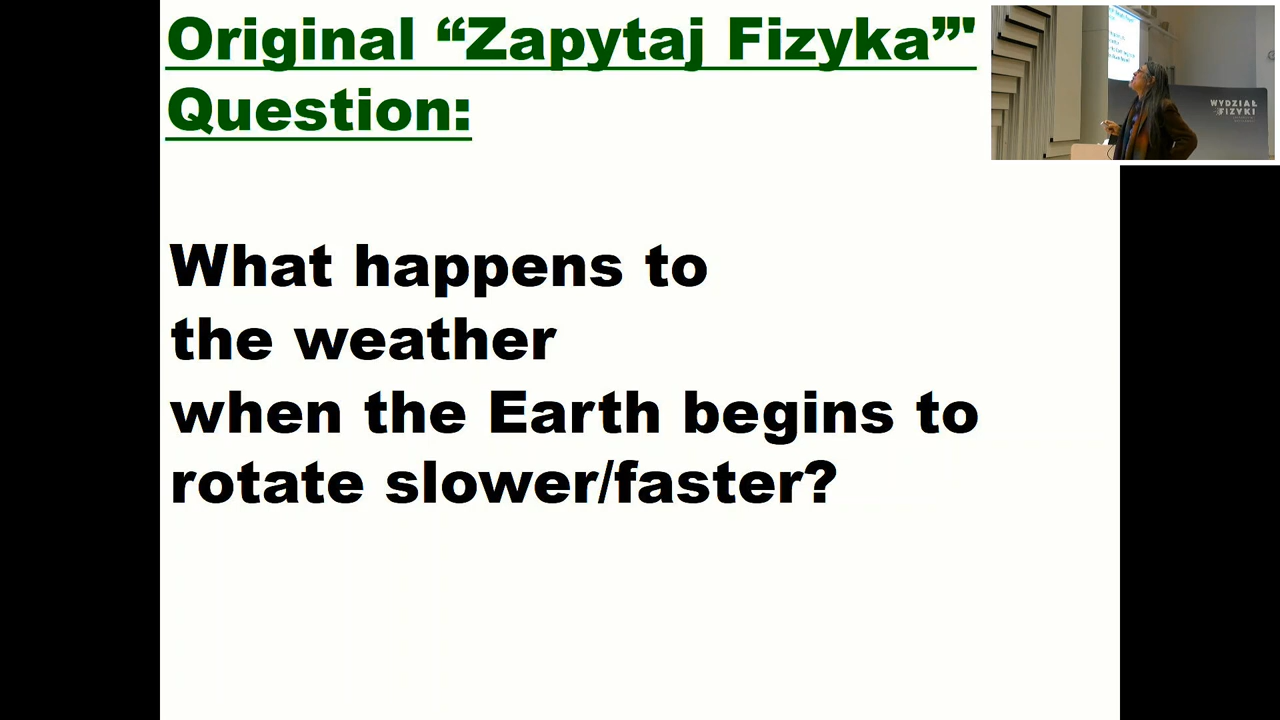 Original “Zapytaj Fizyka”'
Question:
What happens to
the weather
when the Earth begins to
rotate slower/faster?
WYDZIAŁ
FIZYKI